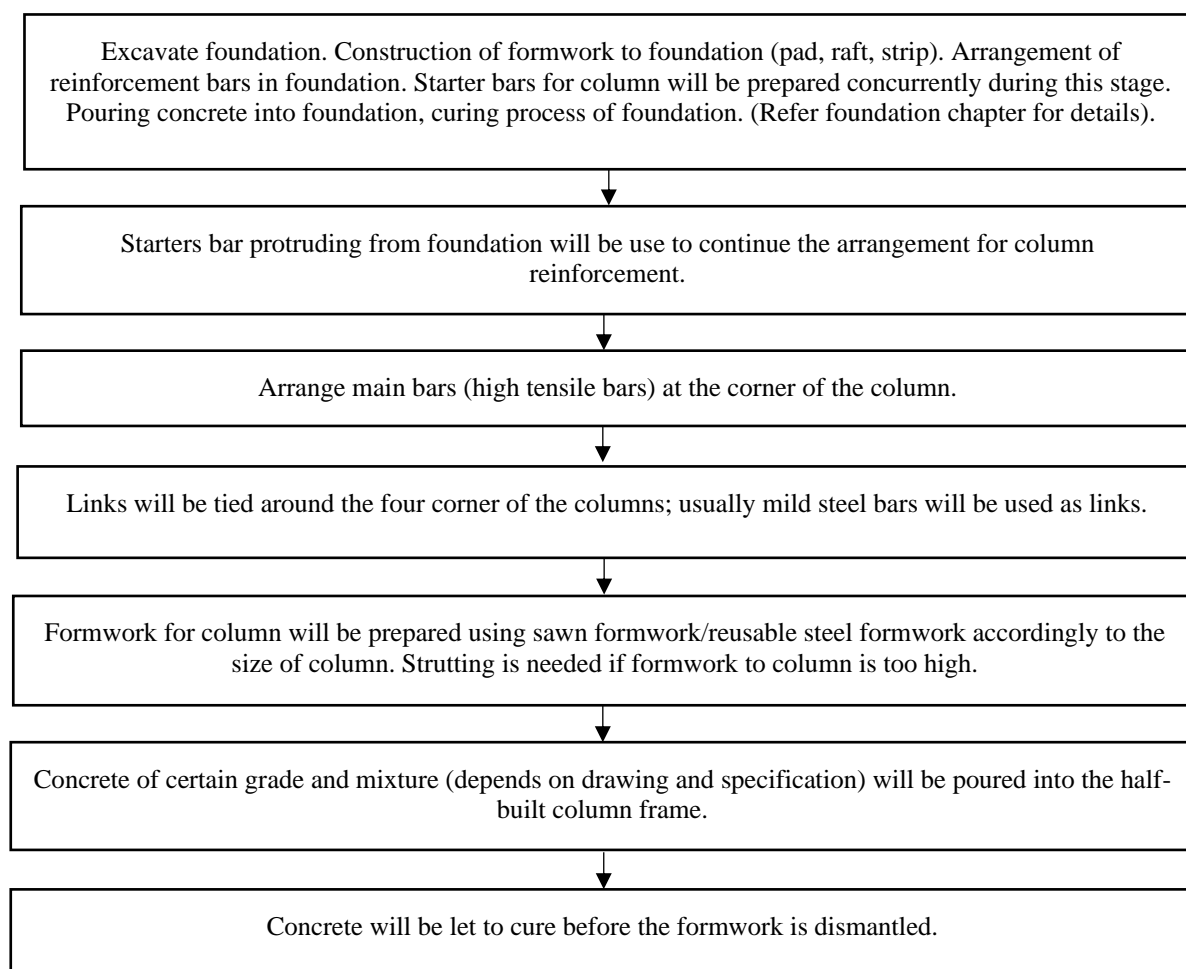 Excavate foundation. Construction of formwork to foundation (pad, raft, strip). Arrangement of
reinforcement bars in foundation. Starter bars for column will be prepared concurrently during this stage.
Pouring concrete into foundation, curing process of foundation. (Refer foundation chapter for details).
Starters bar protruding from foundation will be use to continue the arrangement for column
reinforcement.
Arrange main bars (high tensile bars) at the corner of the column.
Links will be tied around the four corner of the columns; usually mild steel bars will be used as links.
Formwork for column will be prepared using sawn formwork/reusable steel formwork accordingly to the
size of column. Strutting is needed if formwork to column is too high.
Concrete of certain grade and mixture (depends on drawing and specification) will be poured into the half-
built column frame.
Concrete will be let to cure before the formwork is dismantled.